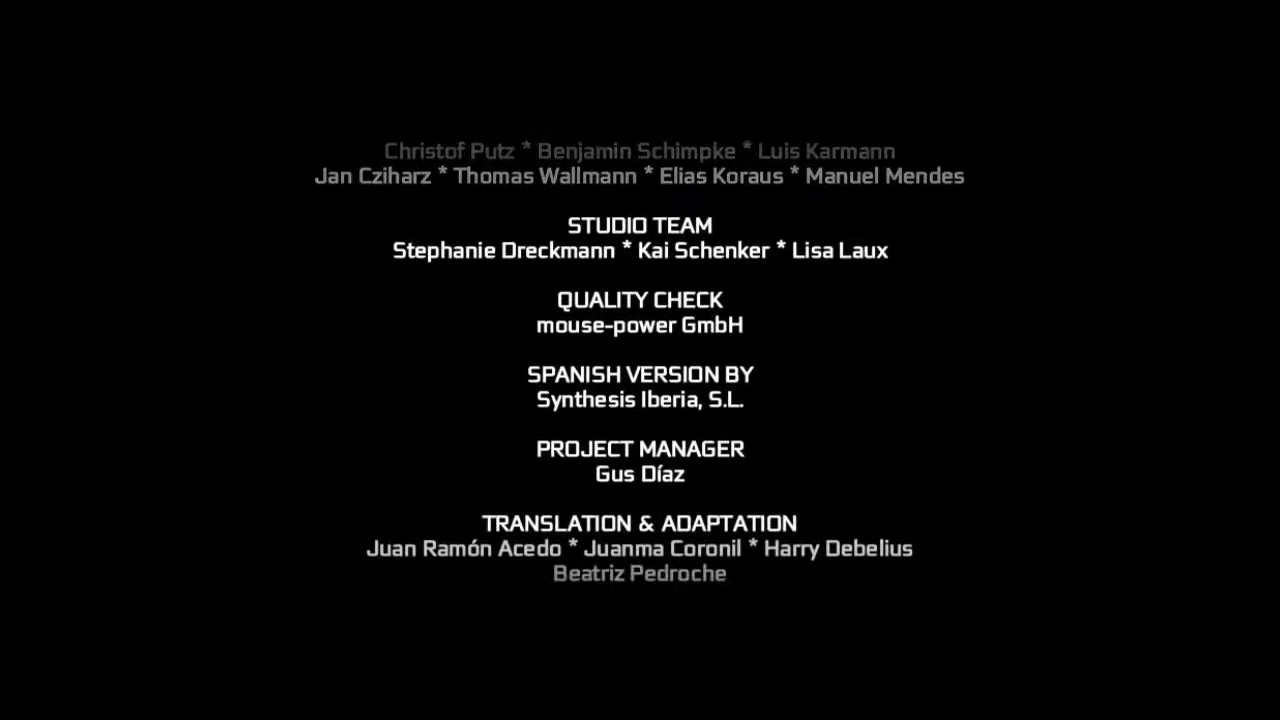 Christof Putz * Benjamin Schimpke * Luis Karmann
Jan Cziharz * Thomas Wallmann * Elias Koraus * Manuel Mendes
STUDIO TEAM
Stephanie Dreckmann * Kai Schenker * Lisa Laux
QUALITY CHECK
mouse-power GmbH
SPANISH VERSION BY
Synthesis Iberia, S.L.
PROJECT MANAGER
Gus Díaz
TRANSLATION & ADAPTATION
Juan Ramón Acedo * Juanma Coronil * Harry Debelius
Beatriz Pedroche